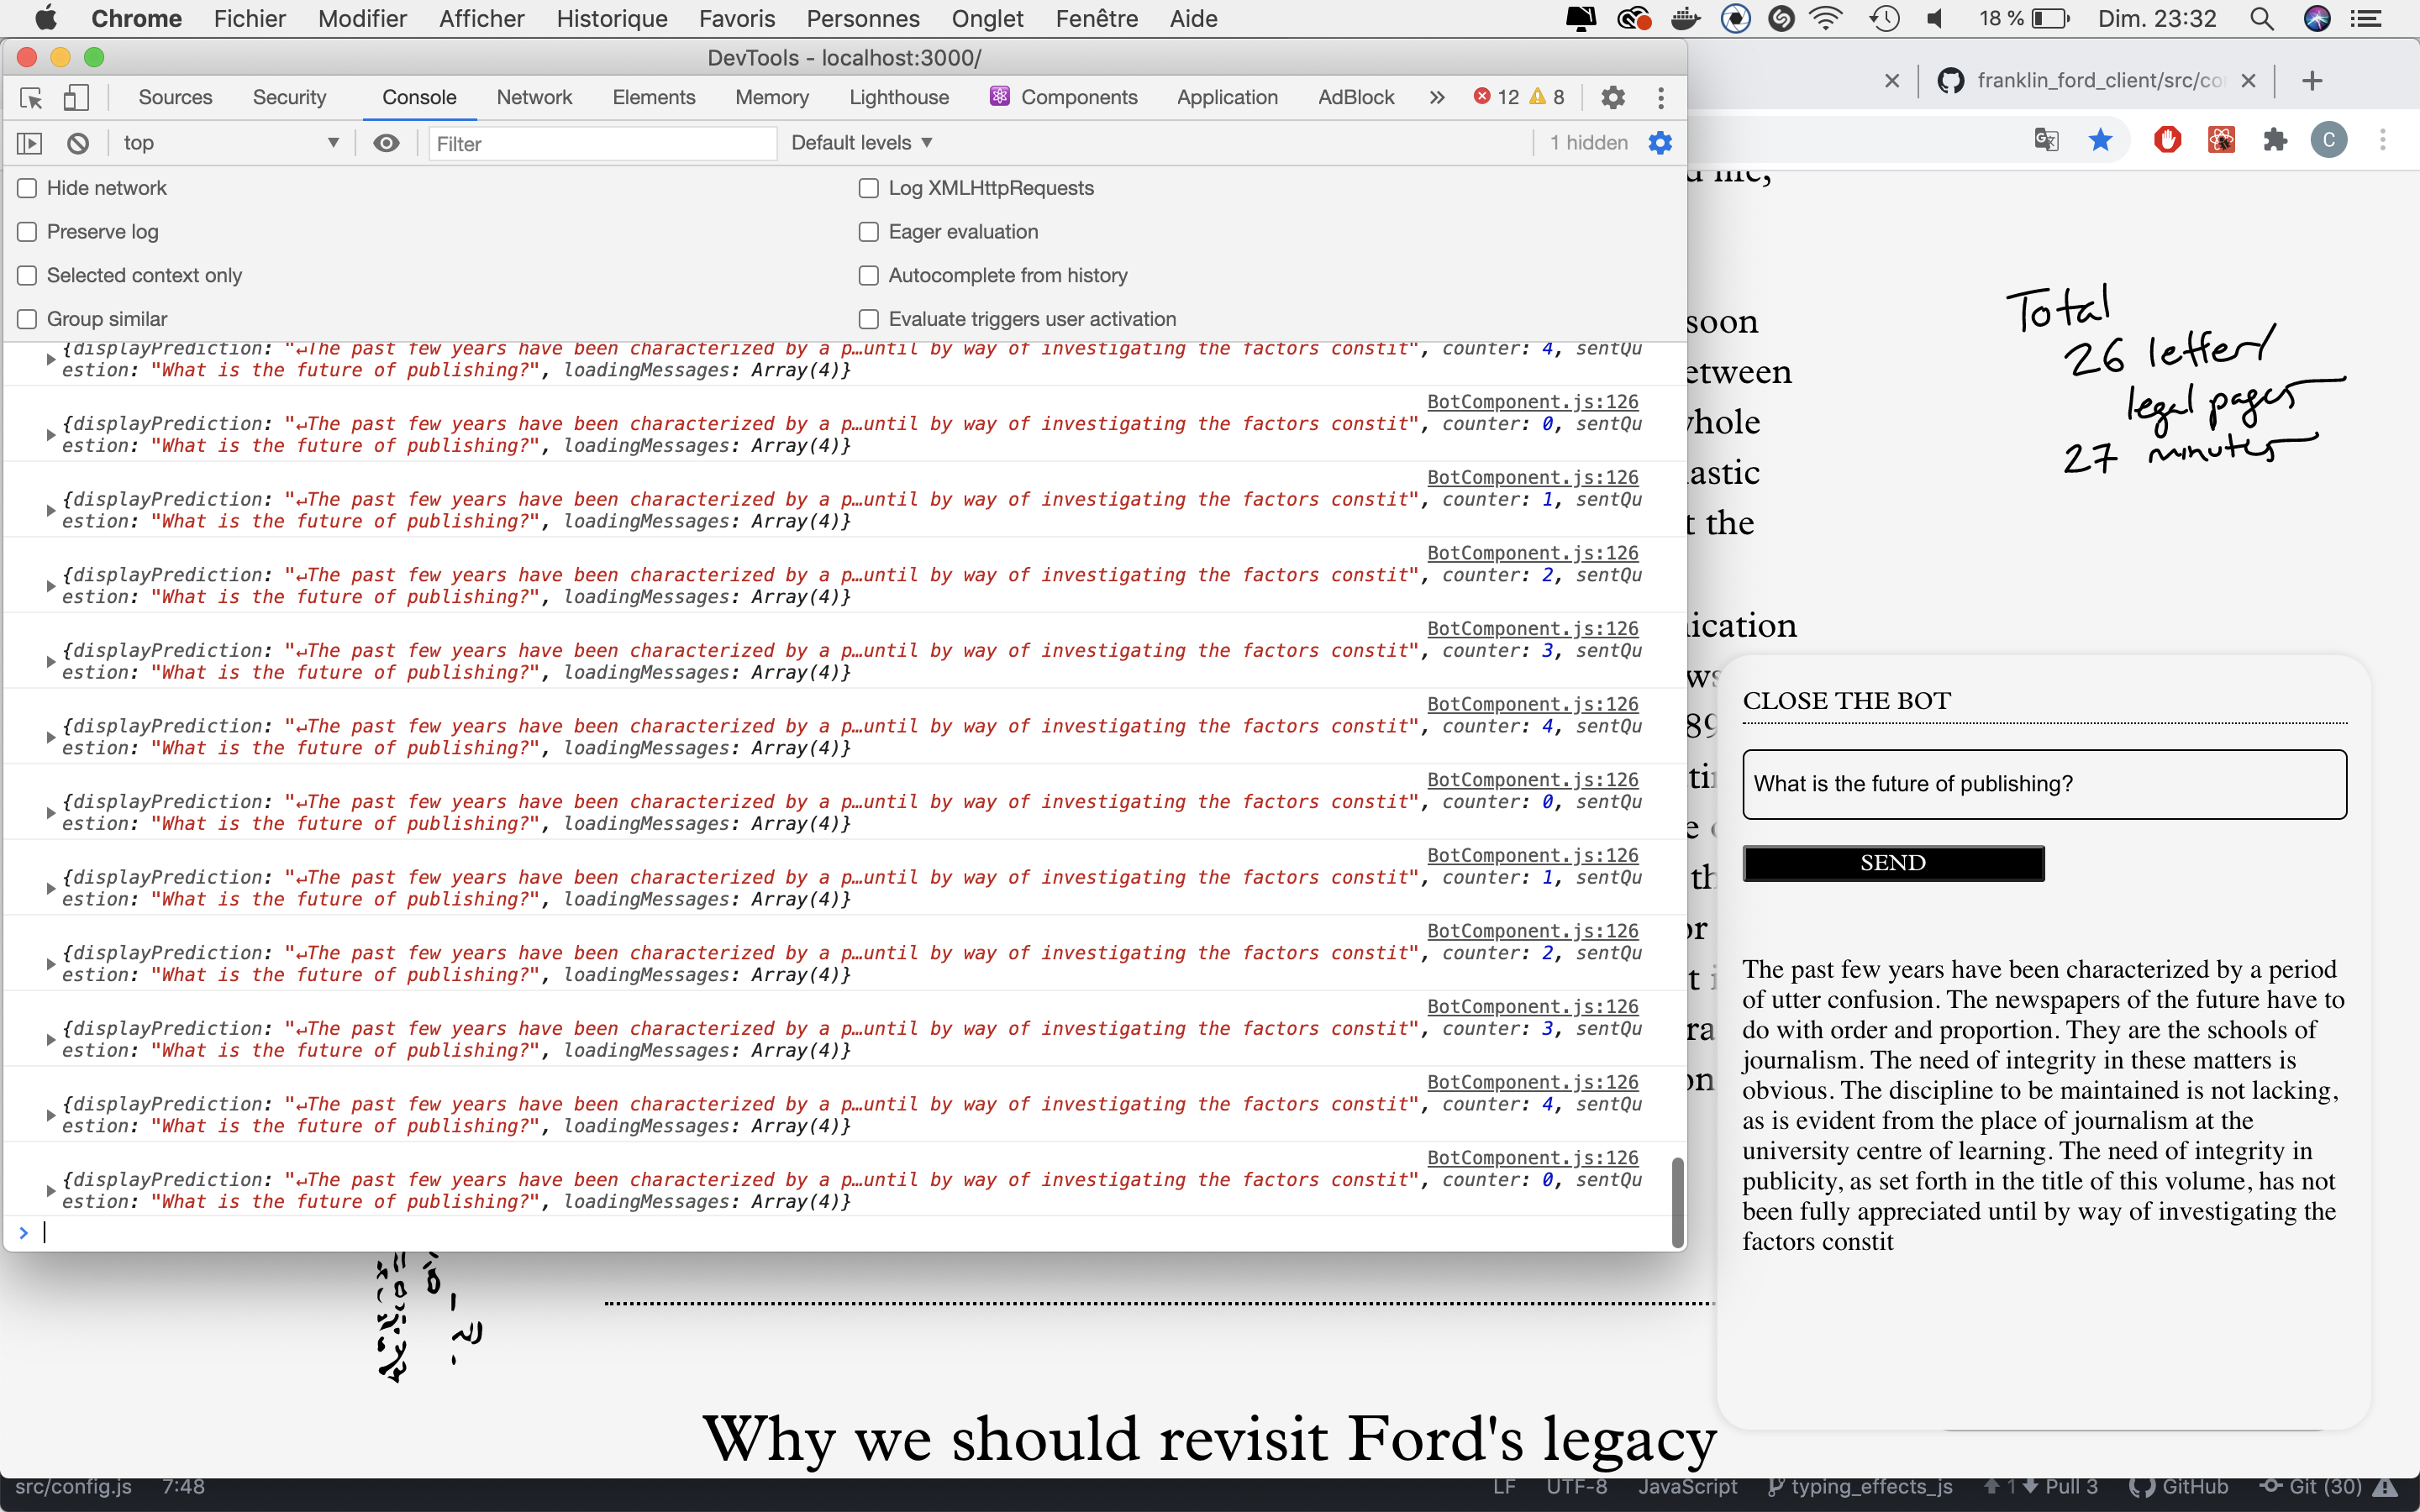 Chrome Fichier Modifier Afficher Historique Favoris Personnes Onglet Fenêtre Aide 18 % Dim. 23:32
DevTools - localhost:3000/
franklin_ford_client/src/co
Sources Security Console Network Elements Memory Lighthouse Components Application AdBlock » 12 8
top Filter Default levels 1 hidden
C
Hide network Log XMLHttpRequests
Preserve log Eager evaluation
Selected context only Autocomplete from history
Group similar Evaluate triggers user activation
{displayPrediction: "↵The past few years have been characterized by a p…until by way of investigating the factors constit", counter: 4, sentQu
estion: "What is the future of publishing?", loadingMessages: Array(4)}
BotComponent.js:126
{displayPrediction: "↵The past few years have been characterized by a p…until by way of investigating the factors constit", counter: 0, sentQu
estion: "What is the future of publishing?", loadingMessages: Array(4)}
BotComponent.js:126
{displayPrediction: "↵The past few years have been characterized by a p…until by way of investigating the factors constit", counter: 1, sentQu
estion: "What is the future of publishing?", loadingMessages: Array(4)}
BotComponent.js:126
{displayPrediction: "↵The past few years have been characterized by a p…until by way of investigating the factors constit", counter: 2, sentQu
estion: "What is the future of publishing?", loadingMessages: Array(4)}
BotComponent.js:126
{displayPrediction: "↵The past few years have been characterized by a p…until by way of investigating the factors constit", counter: 3, sentQu
estion: "What is the future of publishing?", loadingMessages: Array(4)}
BotComponent.js:126
{displayPrediction: "↵The past few years have been characterized by a p…until by way of investigating the factors constit", counter: 4, sentQu
estion: "What is the future of publishing?", loadingMessages: Array(4)}
BotComponent.js:126
{displayPrediction: "↵The past few years have been characterized by a p…until by way of investigating the factors constit", counter: 0, sentQu
estion: "What is the future of publishing?", loadingMessages: Array(4)}
BotComponent.js:126
{displayPrediction: "↵The past few years have been characterized by a p…until by way of investigating the factors constit", counter: 1, sentQu
estion: "What is the future of publishing?", loadingMessages: Array(4)}
BotComponent.js:126
{displayPrediction: "↵The past few years have been characterized by a p…until by way of investigating the factors constit", counter: 2, sentQu
estion: "What is the future of publishing?", loadingMessages: Array(4)}
BotComponent.js:126
{displayPrediction: "↵The past few years have been characterized by a p…until by way of investigating the factors constit", counter: 3, sentQu
estion: "What is the future of publishing?", loadingMessages: Array(4)}
BotComponent.js:126
{displayPrediction: "↵The past few years have been characterized by a p…until by way of investigating the factors constit", counter: 4, sentQu
estion: "What is the future of publishing?", loadingMessages: Array(4)}
BotComponent.js:126
{displayPrediction: "↵The past few years have been characterized by a p…until by way of investigating the factors constit", counter: 0, sentQu
estion: "What is the future of publishing?", loadingMessages: Array(4)}
>
soon
etween
whole
astic
t the
ication
Total
26 letter/
legal pages
27 minutes
CLOSE THE BOT
What is the future of publishing?
SEND
The past few years have been characterized by a period
of utter confusion. The newspapers of the future have to
do with order and proportion. They are the schools of
journalism. The need of integrity in these matters is
obvious. The discipline to be maintained is not lacking,
as is evident from the place of journalism at the
university centre of learning. The need of integrity in
publicity, as set forth in the title of this volume, has not
been fully appreciated until by way of investigating the
factors constit
Why we should revisit Ford's legacy
src/config.js 7:48 LF UTF-8 JavaScript typing_effects_js 1 Pull 3 GitHub Git (30)